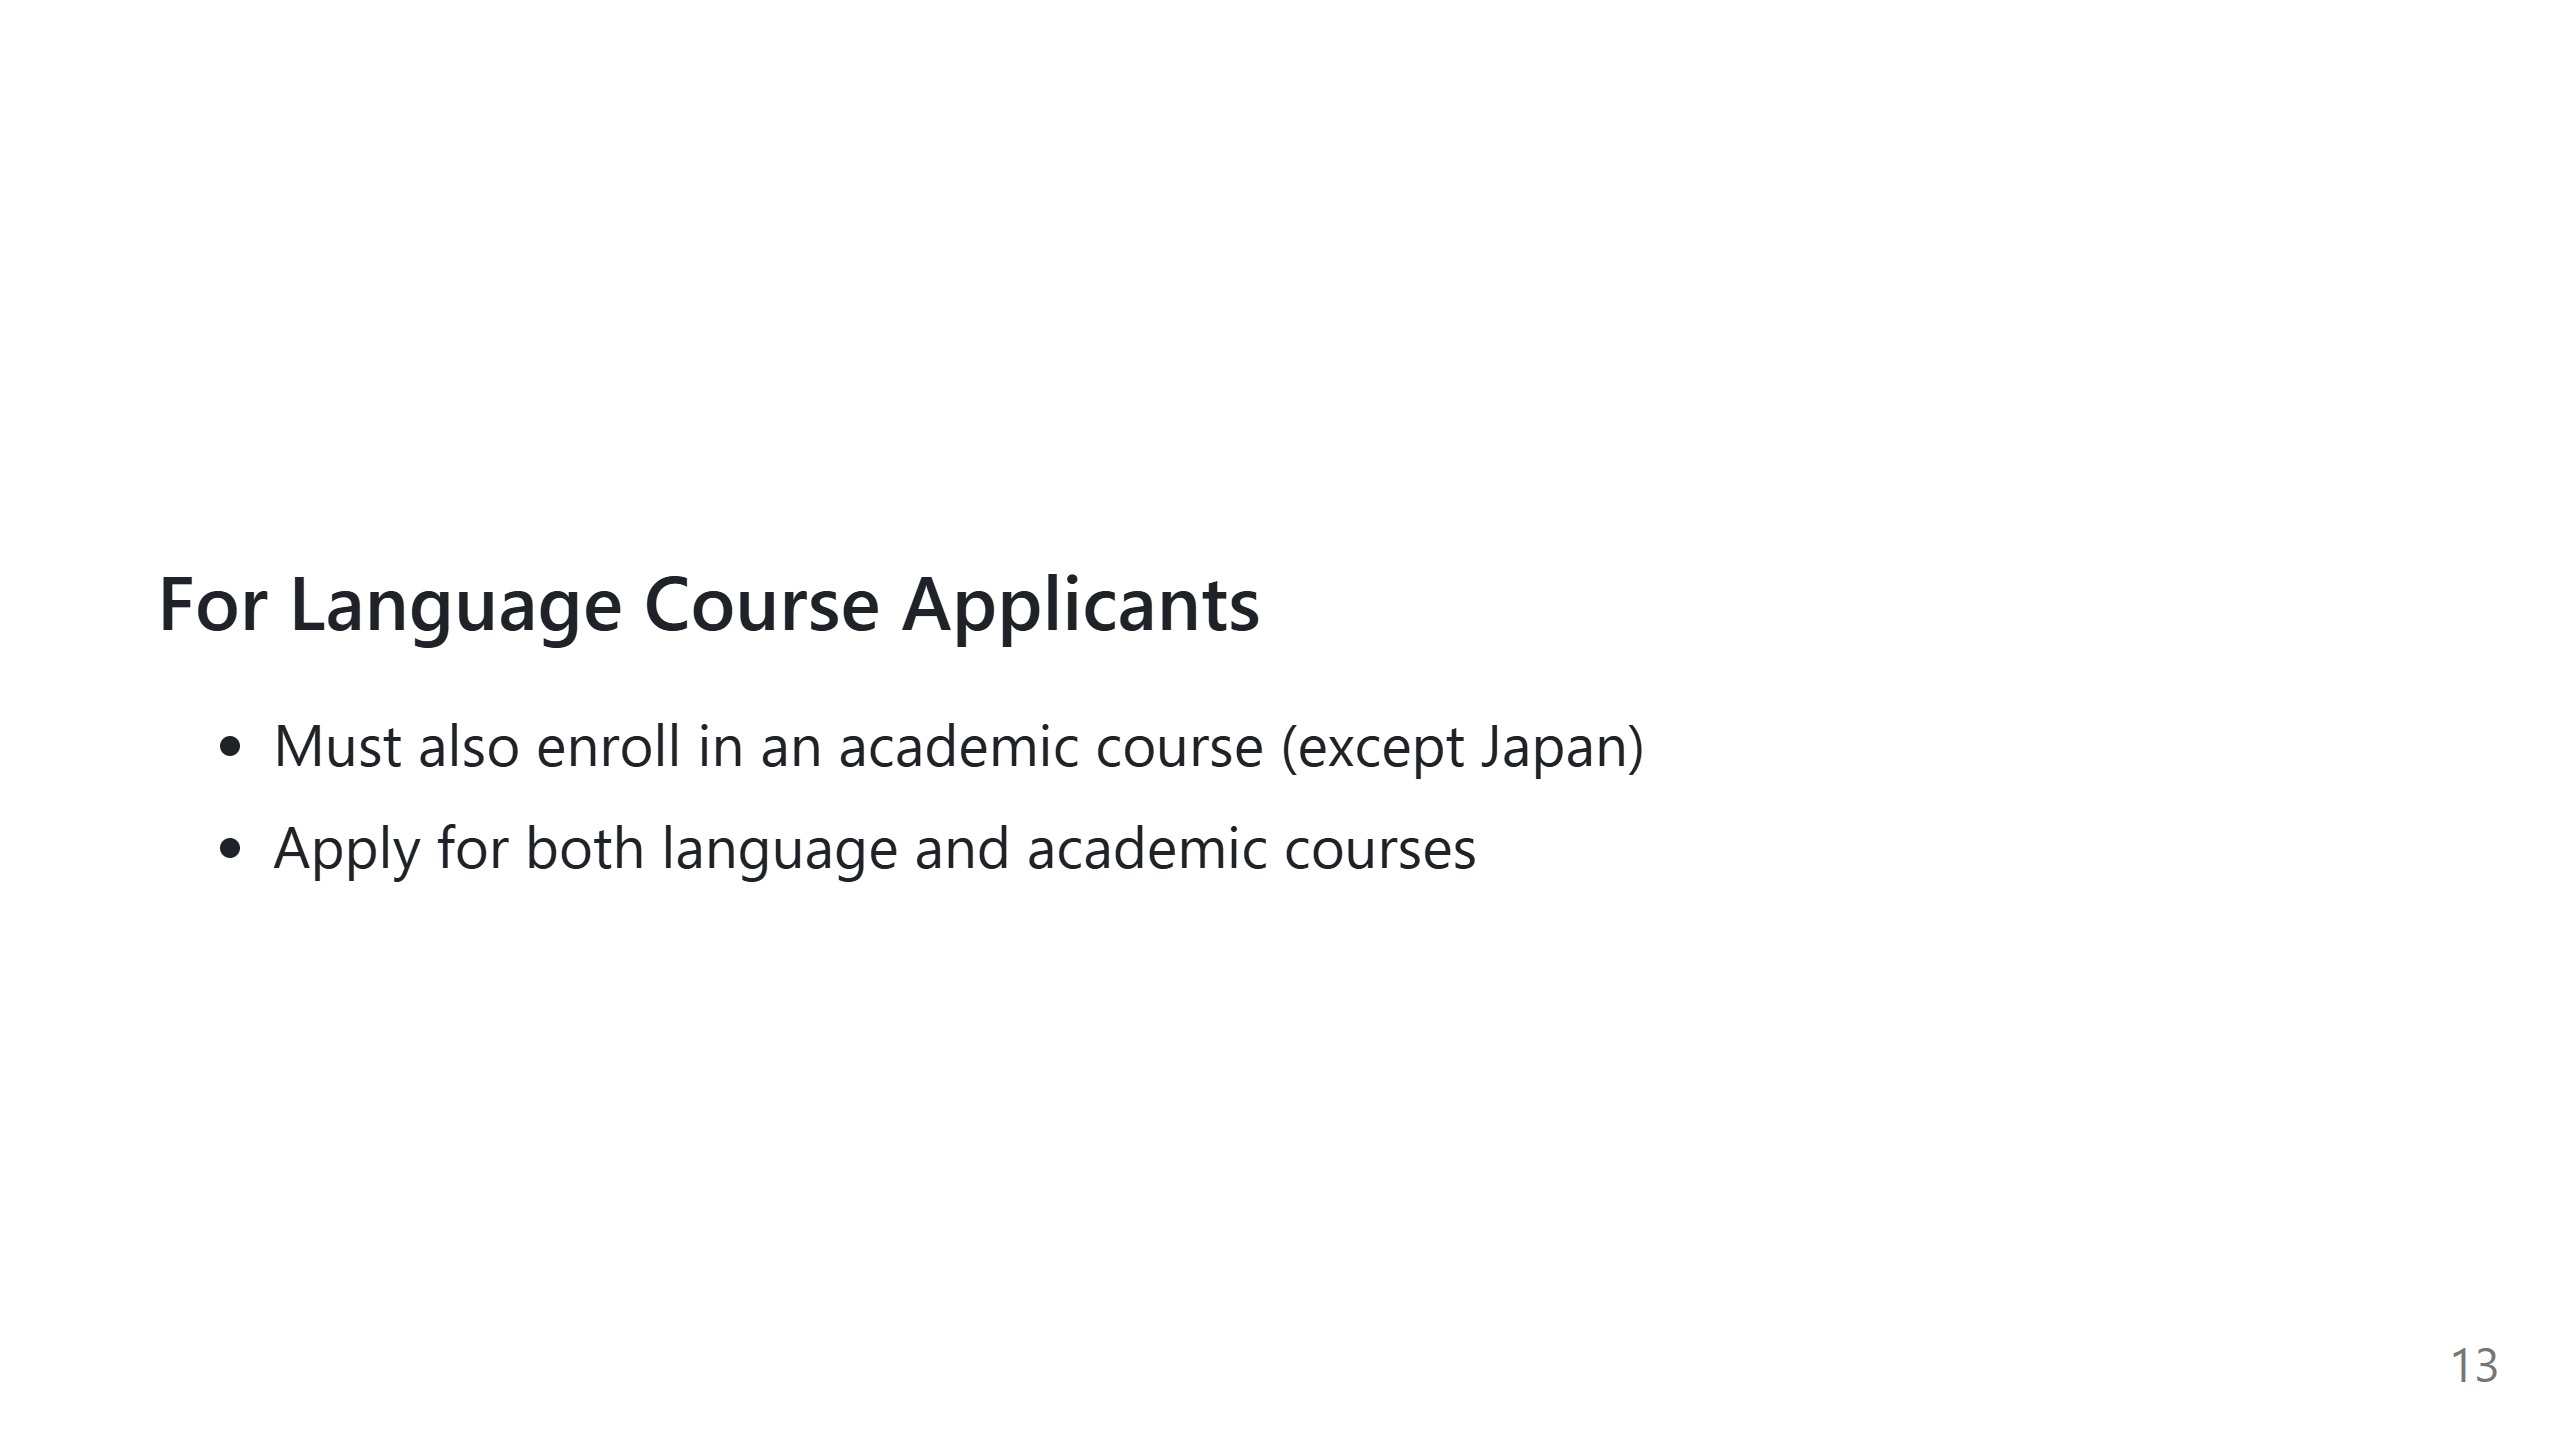 For Language Course Applicants
• Must also enroll in an academic course (except Japan)
• Apply for both language and academic courses
13